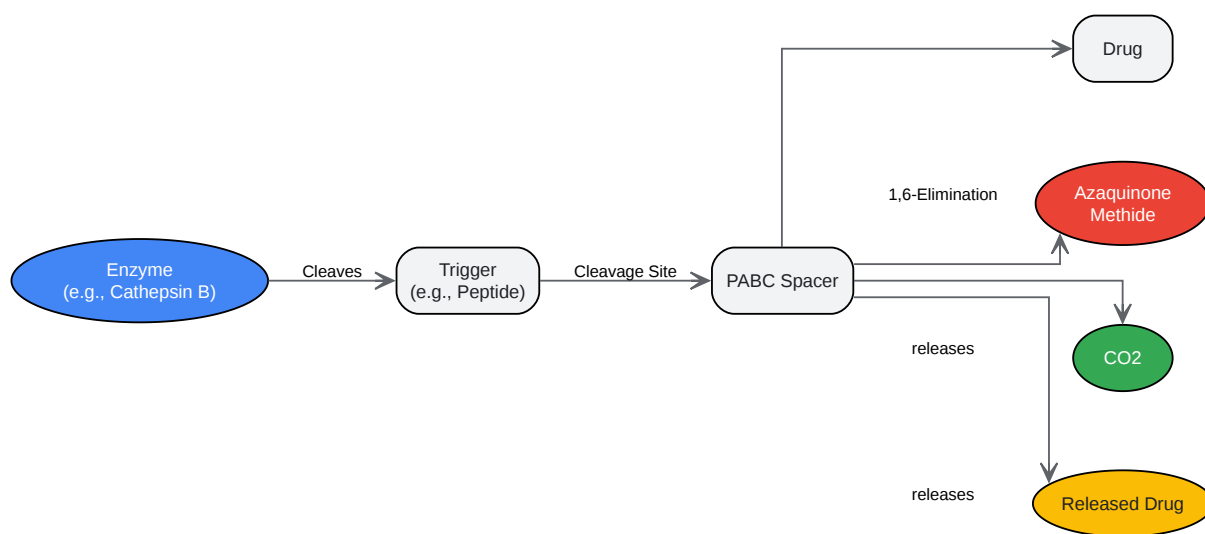 Drug
1,6-Elimination
Azaquinone
Methide
Enzyme
(e.g., Cathepsin B)
Cleaves
Trigger
(e.g., Peptide)
Cleavage Site
PABC Spacer
releases
CO2
releases
Released Drug